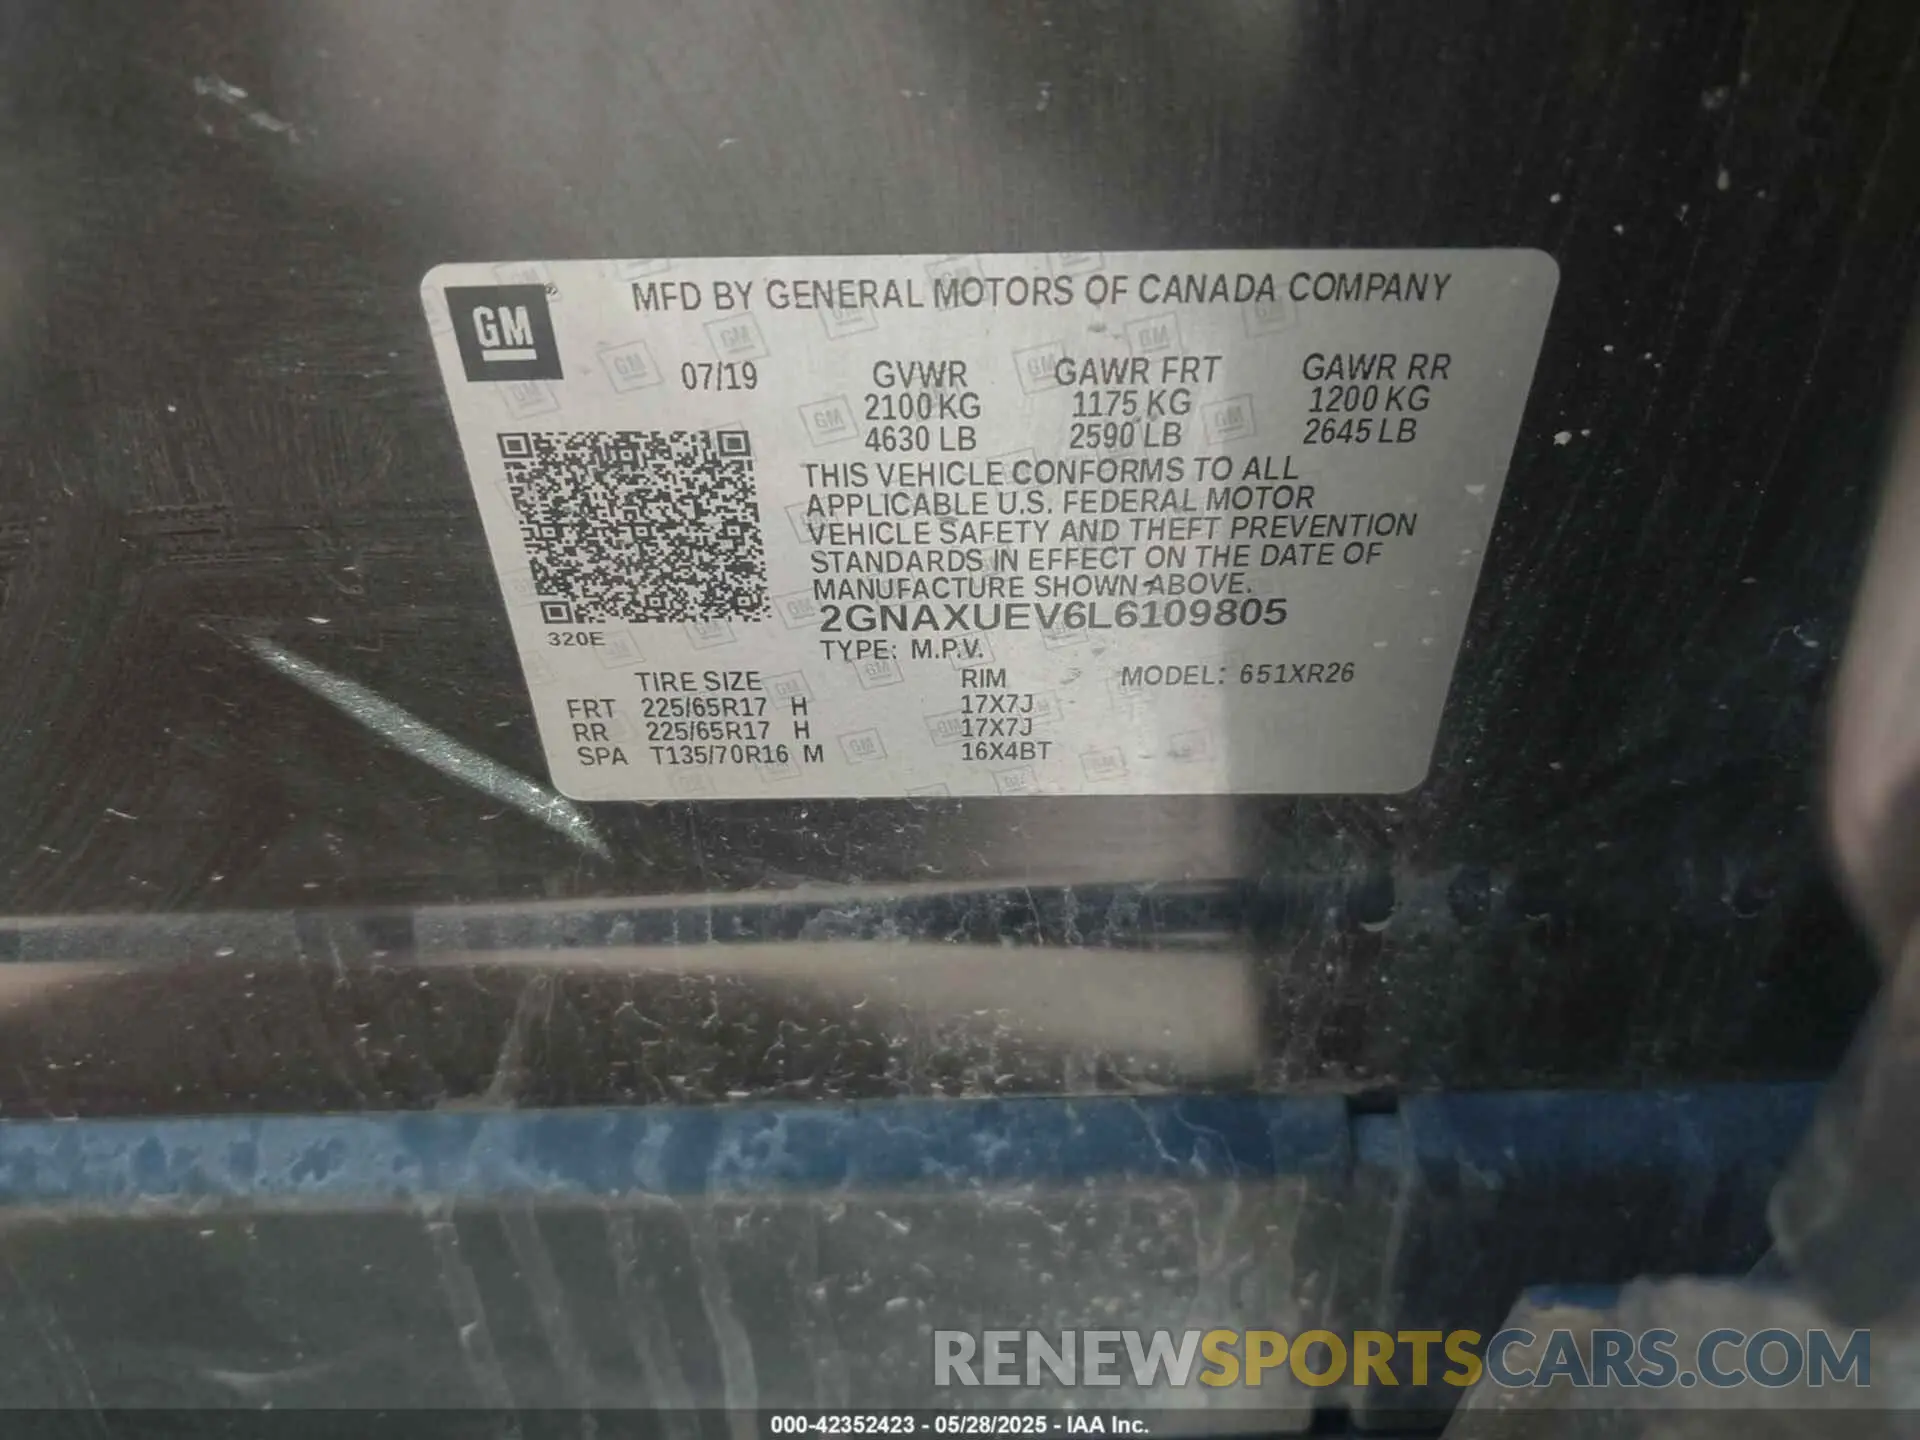 GM
MFD BY GENERAL MOTORS OF CANADA COMPANY
07/19 GVWR GAWR FRT GAWR RR
2100 KG 1175 KG 1200 KG
4630 LB 2590 LB 2645 LB
THIS VEHICLE CONFORMS TO ALL
APPLICABLE U.S. FEDERAL MOTOR
VEHICLE SAFETY AND THEFT PREVENTION
STANDARDS IN EFFECT ON THE DATE OF
MANUFACTURE SHOWN ABOVE.
2GNAXUEV6L6109805
320E
TYPE: M.P.V.
TIRE SIZE RIM MODEL: 651XR26
FRT 225/65R17 H 17X7J
RR 225/65R17 H 17X7J
SPA T135/70R16 M 16X4BT
RENEWSPORTSCARS.COM
000-42352423 - 05/28/2025 - IAA Inc.